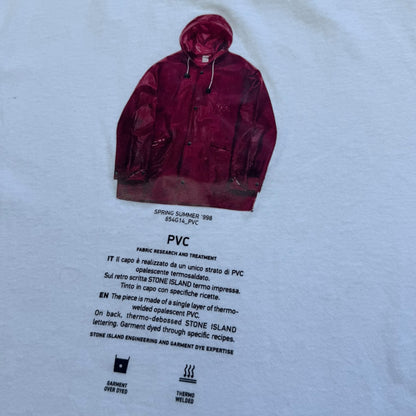 SPRING SUMMER '998
654G14_PVC
PVC
FABRIC RESEARCH AND TREATMENT
IT Il capo è realizzato da un unico strato di PVC
opalescente termosaldato.
Sul retro scritta STONE ISLAND termo impressa.
Tinto in capo con specifiche ricette.
EN The piece is made of a single layer of thermo-
welded opalescent PVC.
On back, thermo-debossed STONE ISLAND
lettering. Garment dyed through specific recipes.
STONE ISLAND ENGINEERING AND GARMENT DYE EXPERTISE
GARMENT
OVER DYED
THERMO
WELDED